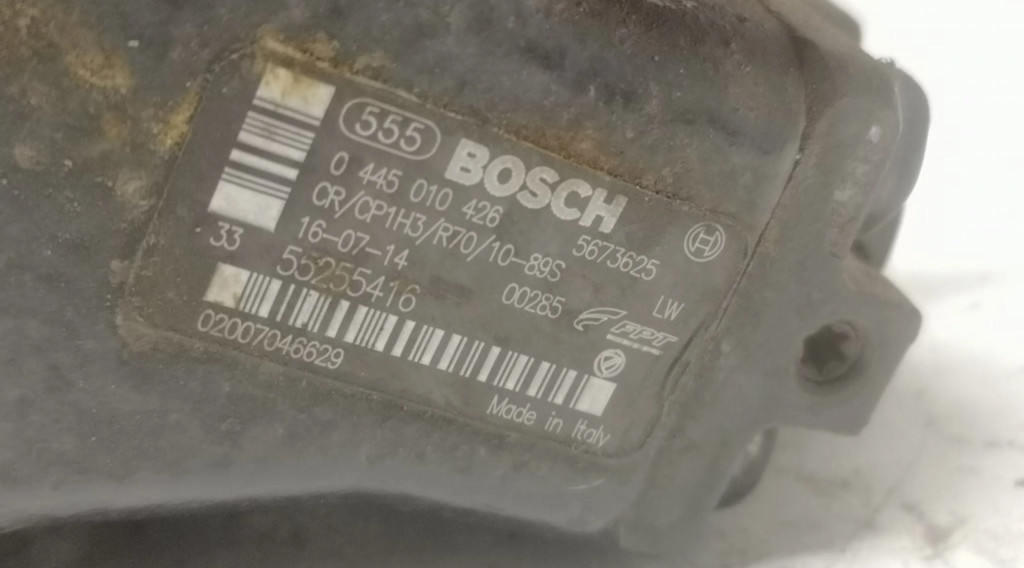 555 BOSCH
0 445 010 426 5673625
CR/CP1H3/R70/10-89S LW
16-07-14 00285
33 55255416 FPT
02007046629
Made in Italy